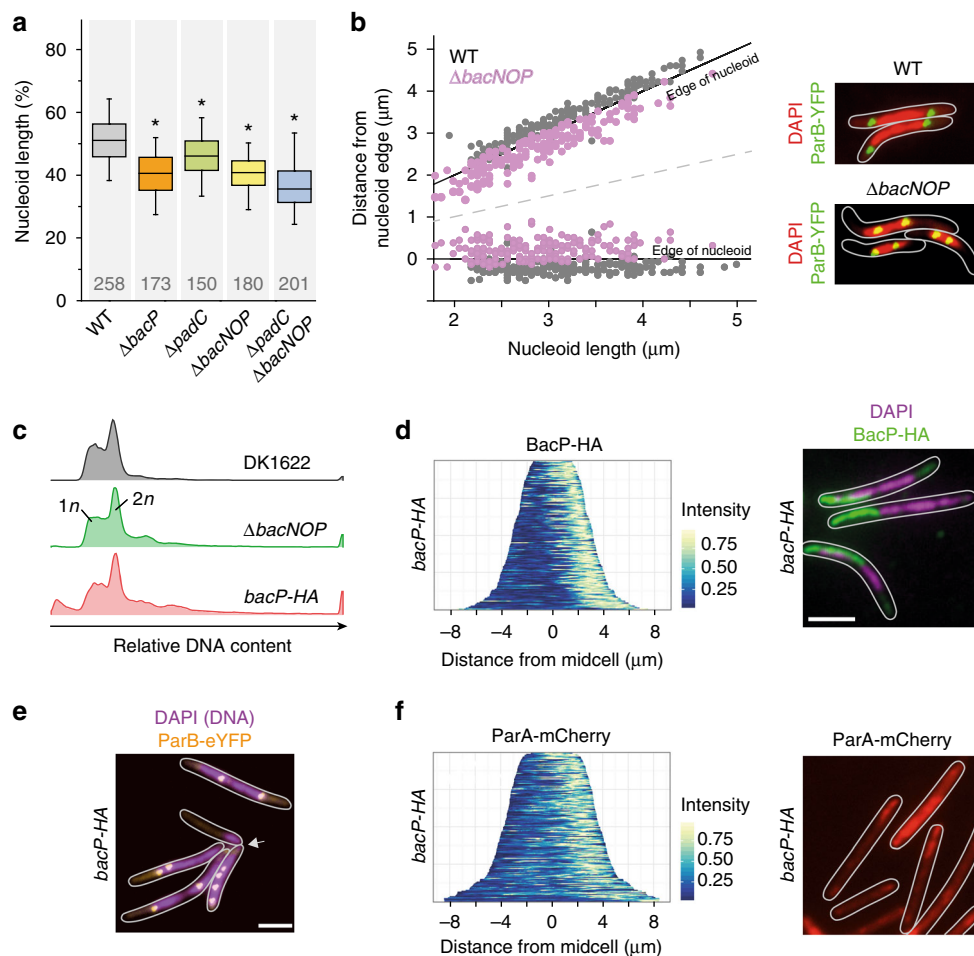 a
80
60
40
20
0
Nucleoid length (%)
258 173 150 180 201
WT
ΔbacP
ΔpadC
ΔbacNOP
ΔpadC
ΔbacNOP
b
WT
ΔbacNOP
Edge of nucleoid
Edge of nucleoid
5
4
3
2
1
0
Distance from
nucleoid edge (μm)
2 3 4 5
Nucleoid length (μm)
WT
DAPI
ParB-YFP
ΔbacNOP
DAPI
ParB-YFP
c
DK1622
1n
2n
ΔbacNOP
bacP-HA
Relative DNA content
d
BacP-HA
bacP-HA
Intensity
0.75
0.50
0.25
−8 −4 0 4 8
Distance from midcell (μm)
DAPI
BacP-HA
bacP-HA
e
DAPI (DNA)
ParB-eYFP
bacP-HA
f
ParA-mCherry
bacP-HA
Intensity
0.75
0.50
0.25
−8 −4 0 4 8
Distance from midcell (μm)
ParA-mCherry
bacP-HA